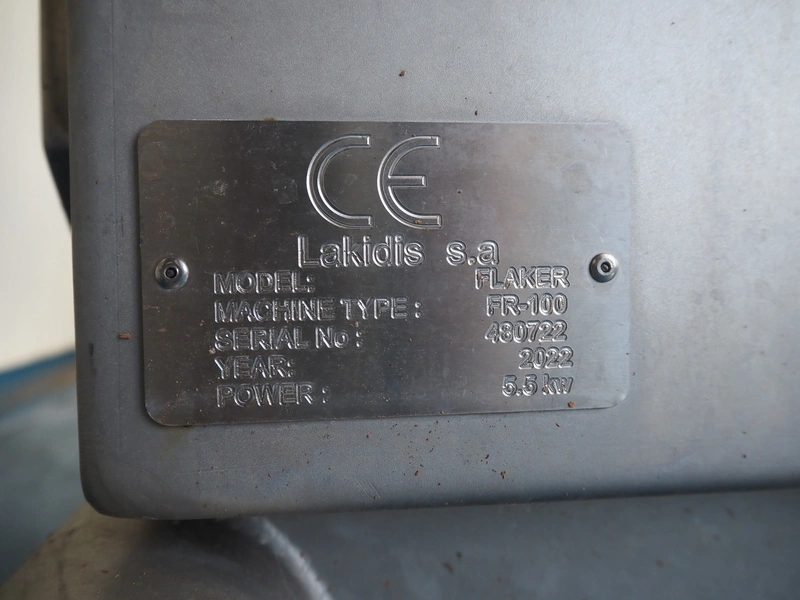 CE
Lakidis s.a
MODEL: FLAKER
MACHINE TYPE : FR-100
SERIAL No : 480722
YEAR: 2022
POWER : 5.5 kw